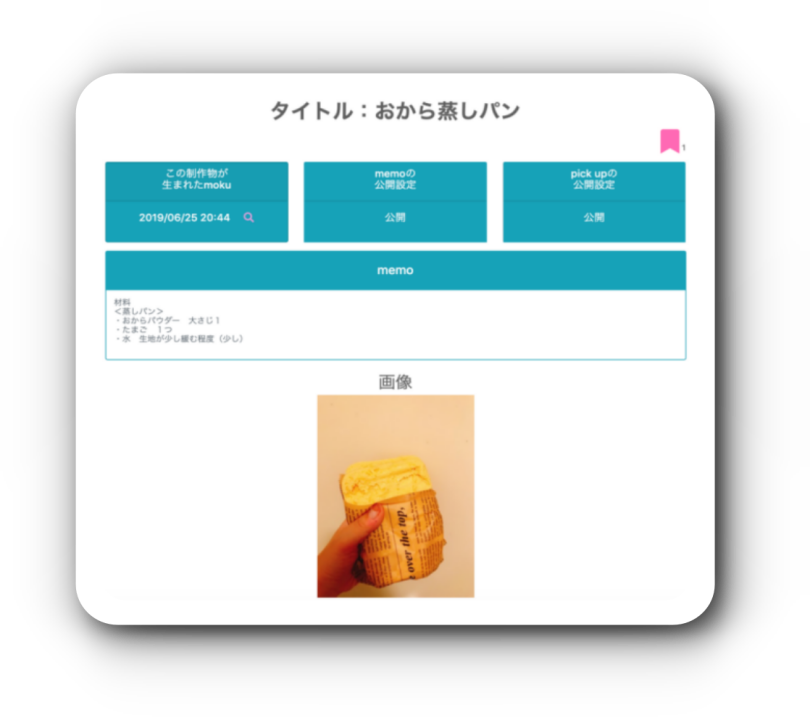 タイトル：おから蒸しパン
1
この制作物が
生まれたmoku
2019/06/25 20:44
memoの
公開設定
公開
pick upの
公開設定
公開
memo
材料
＜蒸しパン＞
・おからパウダー　大さじ１
・たまご　１つ
・水　生地が少し緩む程度（少し）
画像
over the top,